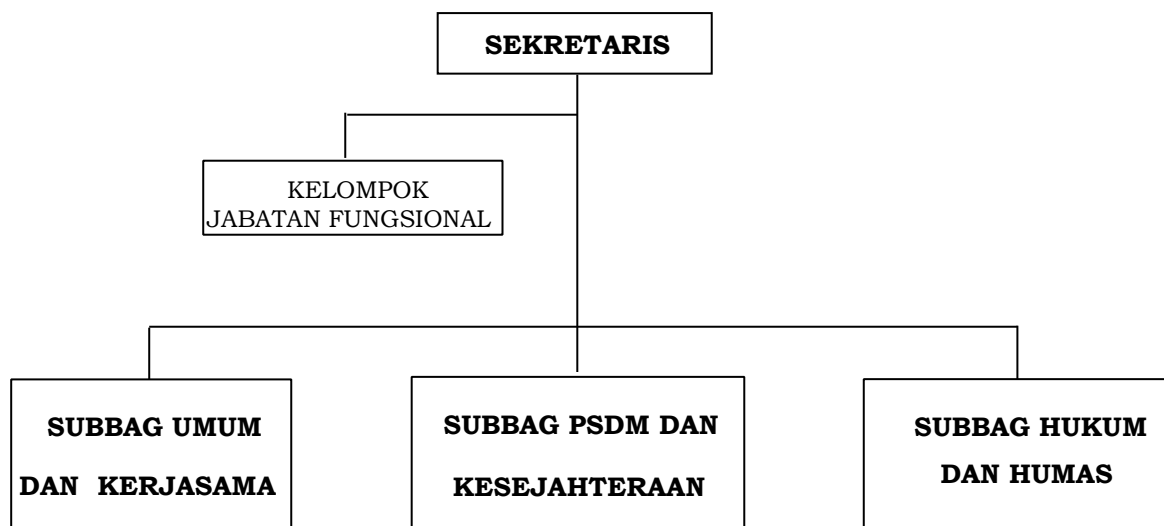 SEKRETARIS
KELOMPOK
JABATAN FUNGSIONAL
SUBBAG UMUM
DAN KERJASAMA
SUBBAG PSDM DAN
KESEJAHTERAAN
SUBBAG HUKUM
DAN HUMAS